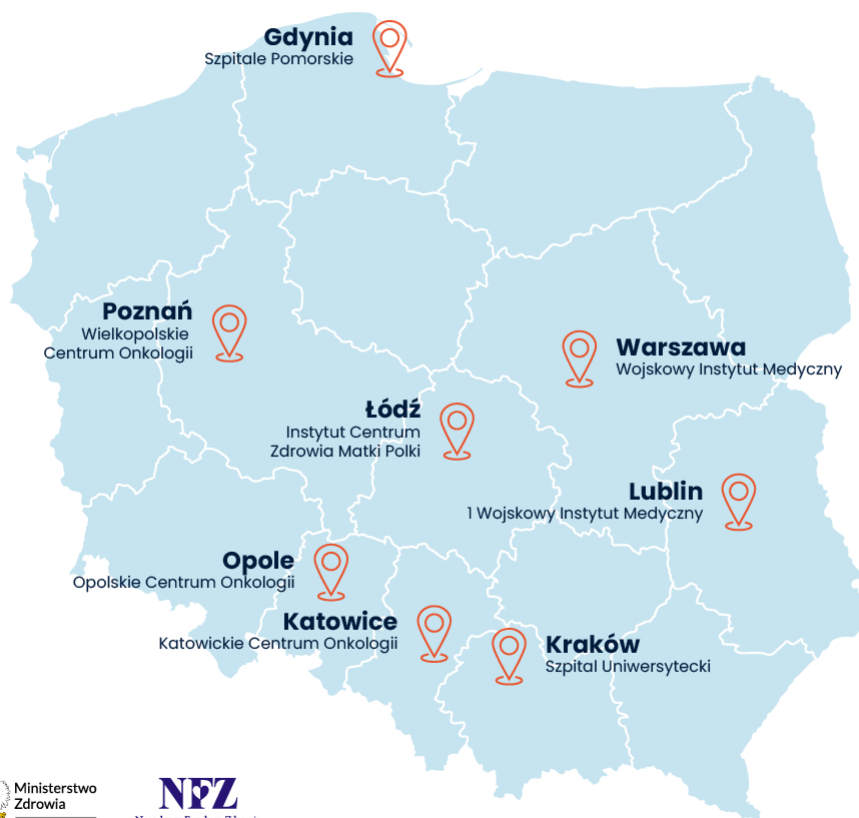 Gdynia
Szpitale Pomorskie
Poznań
Wielkopolskie
Centrum Onkologii
Warszawa
Wojskowy Instytut Medyczny
Łódź
Instytut Centrum
Zdrowia Matki Polki
Lublin
1 Wojskowy Instytut Medyczny
Opole
Opolskie Centrum Onkologii
Katowice
Katowickie Centrum Onkologii
Kraków
Szpital Uniwersytecki
Ministerstwo
Zdrowia
NFZ